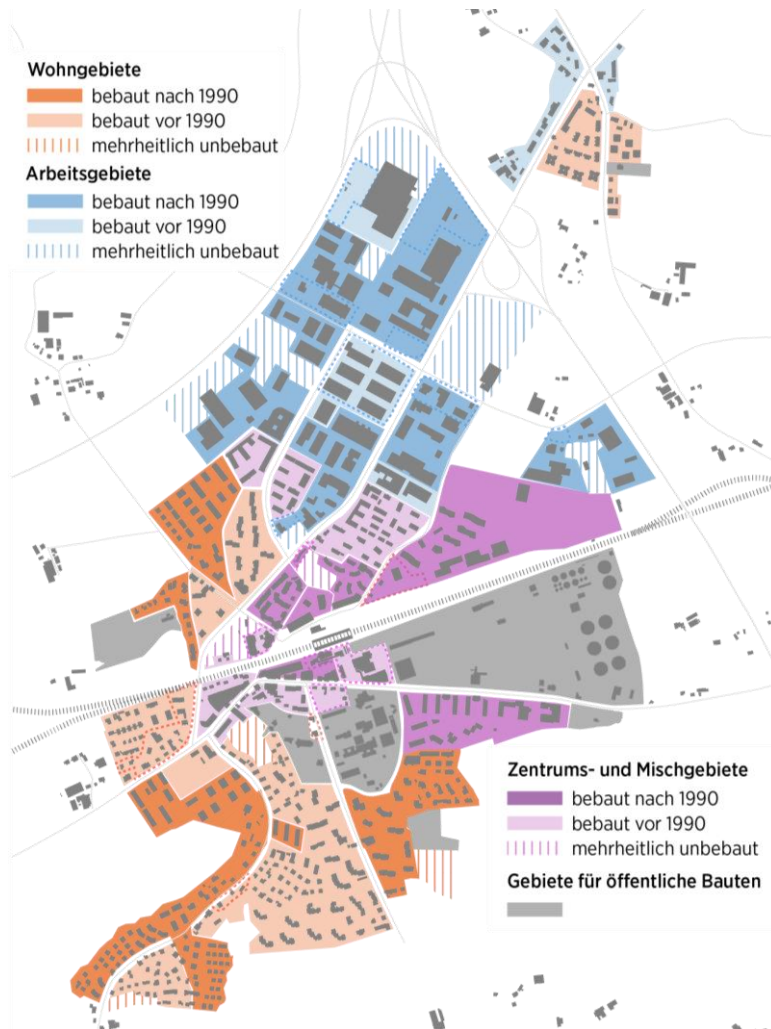 Wohngebiete
bebaut nach 1990
bebaut vor 1990
mehrheitlich unbebaut
Arbeitsgebiete
bebaut nach 1990
bebaut vor 1990
mehrheitlich unbebaut
Zentrums- und Mischgebiete
bebaut nach 1990
bebaut vor 1990
mehrheitlich unbebaut
Gebiete für öffentliche Bauten